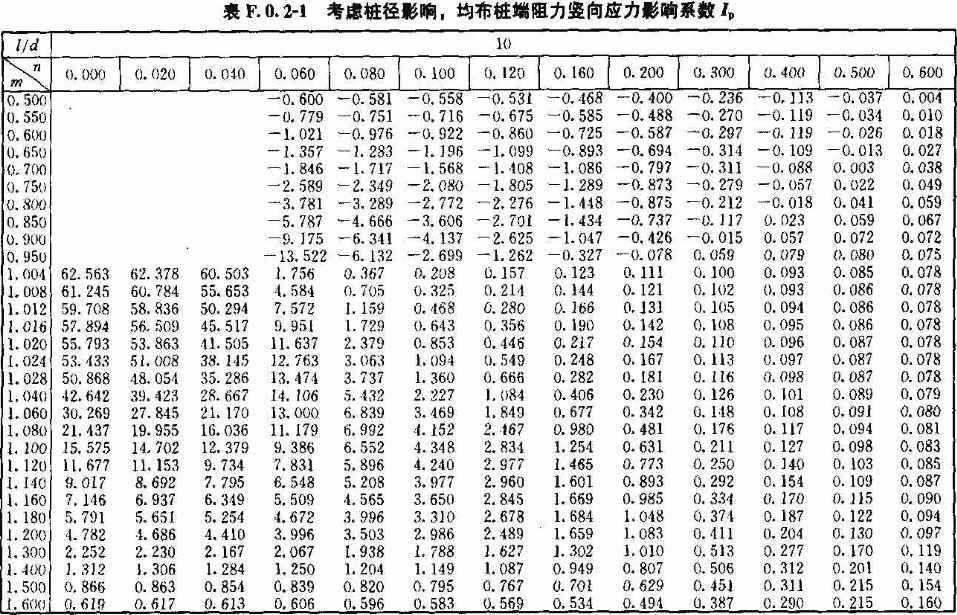 表 F.0.2-1 考虑桩径影响，均布桩端阻力竖向应力影响系数 Ip
l/d 10
n
m 0.000 0.020 0.040 0.060 0.080 0.100 0.120 0.160 0.200 0.300 0.400 0.500 0.600
0.500 -0.600 -0.581 -0.558 -0.531 -0.468 -0.400 -0.236 -0.113 -0.037 0.004
0.550 -0.779 -0.751 -0.716 -0.675 -0.585 -0.488 -0.270 -0.119 -0.034 0.010
0.600 -1.021 -0.976 -0.922 -0.860 -0.725 -0.587 -0.297 -0.119 -0.026 0.018
0.650 -1.357 -1.283 -1.196 -1.099 -0.893 -0.694 -0.314 -0.109 -0.013 0.027
0.700 -1.846 -1.717 -1.568 -1.408 -1.086 -0.797 -0.311 -0.088 0.003 0.038
0.750 -2.589 -2.349 -2.080 -1.805 -1.289 -0.873 -0.279 -0.057 0.022 0.049
0.800 -3.781 -3.289 -2.772 -2.276 -1.448 -0.875 -0.212 -0.018 0.041 0.059
0.850 -5.787 -4.666 -3.606 -2.701 -1.434 -0.737 -0.117 0.023 0.059 0.067
0.900 -9.175 -6.341 -4.137 -2.625 -1.047 -0.426 -0.015 0.057 0.072 0.072
0.950 -13.522 -6.132 -2.699 -1.262 -0.327 -0.078 0.059 0.079 0.080 0.075
1.004 62.563 62.378 60.503 1.756 0.367 0.208 0.157 0.123 0.111 0.100 0.093 0.085 0.078
1.008 61.245 60.784 55.653 4.584 0.705 0.325 0.214 0.144 0.121 0.102 0.093 0.086 0.078
1.012 59.708 58.836 50.294 7.572 1.159 0.468 0.280 0.166 0.131 0.105 0.094 0.086 0.078
1.016 57.894 56.509 45.517 9.951 1.729 0.643 0.356 0.190 0.142 0.108 0.095 0.086 0.078
1.020 55.793 53.863 41.505 11.637 2.379 0.853 0.446 0.217 0.154 0.110 0.096 0.087 0.078
1.024 53.433 51.008 38.145 12.763 3.063 1.094 0.549 0.248 0.167 0.113 0.097 0.087 0.078
1.028 50.868 48.054 35.286 13.474 3.737 1.360 0.666 0.282 0.181 0.116 0.098 0.087 0.078
1.040 42.642 39.423 28.667 14.106 5.432 2.227 1.084 0.406 0.230 0.126 0.101 0.089 0.079
1.060 30.269 27.845 21.170 13.000 6.839 3.469 1.849 0.677 0.342 0.148 0.108 0.091 0.080
1.080 21.437 19.955 16.036 11.179 6.992 4.152 2.467 0.980 0.481 0.176 0.117 0.094 0.081
1.100 15.575 14.702 12.379 9.386 6.552 4.348 2.834 1.254 0.631 0.211 0.127 0.098 0.083
1.120 11.677 11.153 9.734 7.831 5.896 4.240 2.977 1.465 0.773 0.250 0.140 0.103 0.085
1.140 9.017 8.692 7.795 6.548 5.208 3.977 2.960 1.601 0.893 0.292 0.154 0.109 0.087
1.160 7.146 6.937 6.349 5.509 4.565 3.650 2.845 1.669 0.985 0.334 0.170 0.115 0.090
1.180 5.791 5.651 5.254 4.672 3.996 3.310 2.678 1.684 1.048 0.374 0.187 0.122 0.094
1.200 4.782 4.686 4.410 3.996 3.503 2.986 2.489 1.659 1.083 0.411 0.204 0.130 0.097
1.300 2.252 2.230 2.167 2.067 1.938 1.788 1.627 1.302 1.010 0.513 0.277 0.170 0.119
1.400 1.312 1.306 1.284 1.250 1.204 1.149 1.087 0.949 0.807 0.506 0.312 0.201 0.140
1.500 0.866 0.863 0.854 0.839 0.820 0.795 0.767 0.701 0.629 0.451 0.311 0.215 0.154
1.600 0.619 0.617 0.613 0.606 0.596 0.583 0.569 0.534 0.494 0.387 0.290 0.215 0.160